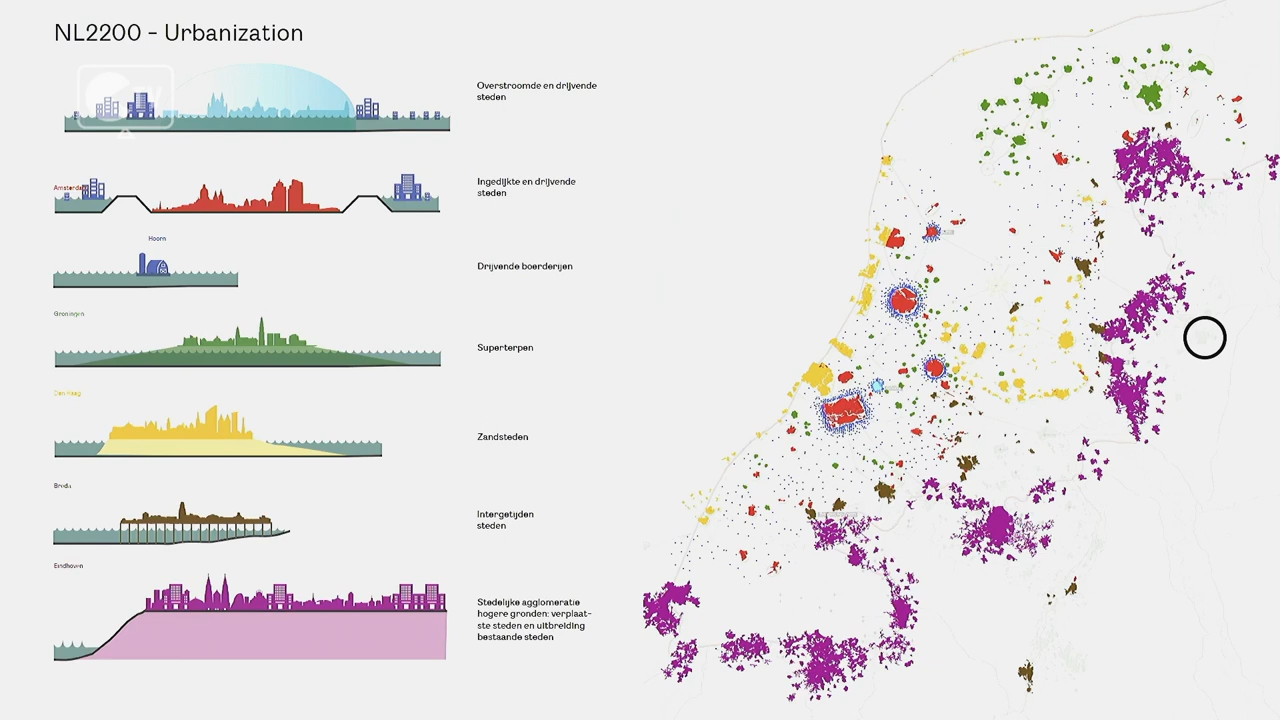 NL2200 - Urbanization
Overstroomde en drijvende
steden
Amsterdam
Ingedijkte en drijvende
steden
Hoorn
Drijvende boerderijen
Groningen
Superterpen
Den Haag
Zandsteden
Breda
Intergetijden
steden
Eindhoven
Stedelijke agglomeratie
hogere gronden: verplaat-
ste steden en uitbreiding
bestaande steden